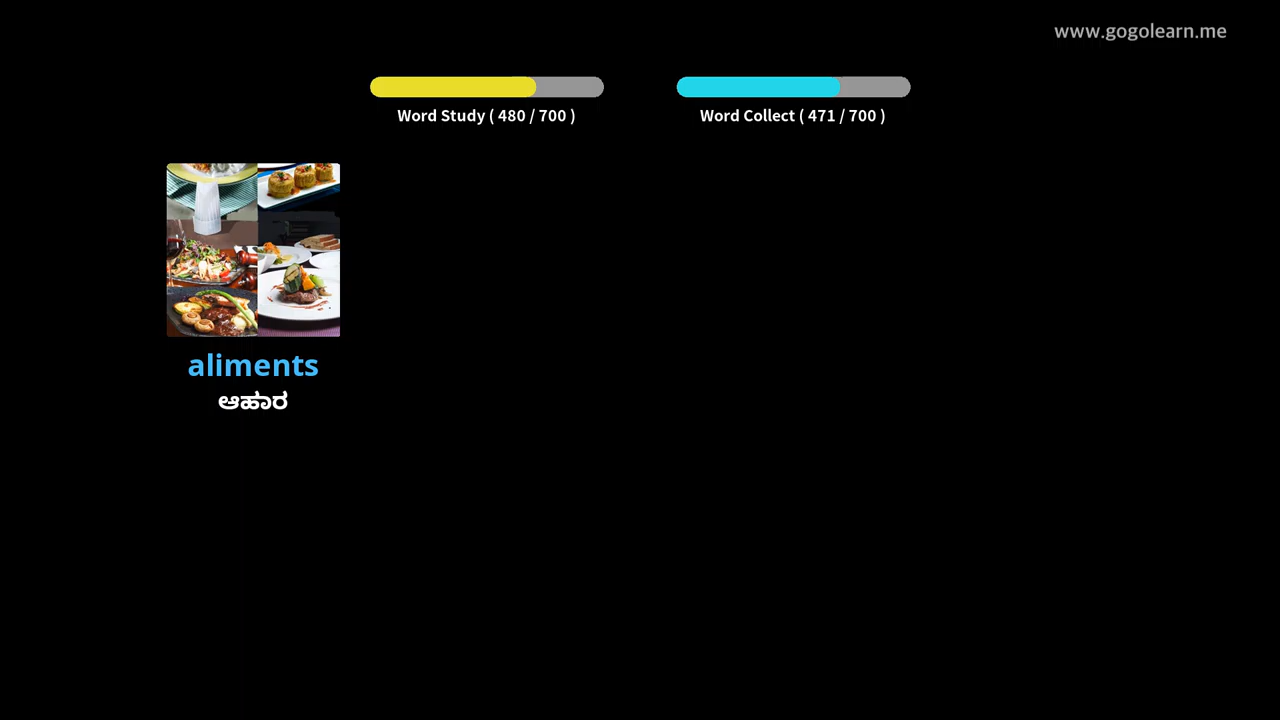 www.gogolearn.me
Word Study ( 480 / 700 )
Word Collect ( 471 / 700 )
aliments
ಆಹಾರ